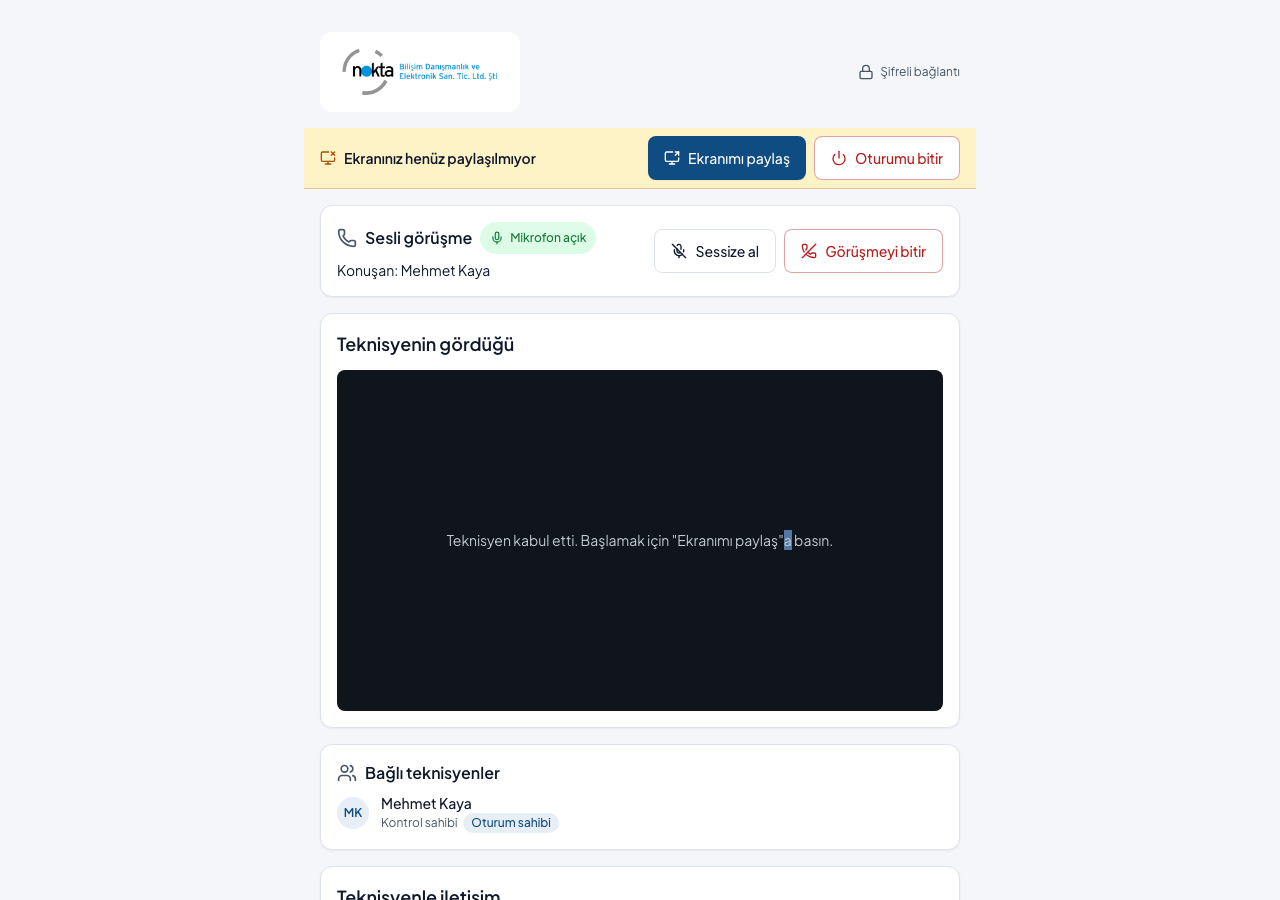 nokta Bilişim Danışmanlık ve
Elektronik San. Tic. Ltd. Şti
Şifreli bağlantı
Ekranınız henüz paylaşılmıyor
Ekranımı paylaş
Oturumu bitir
Sesli görüşme
Mikrofon açık
Konuşan: Mehmet Kaya
Sessize al
Görüşmeyi bitir
Teknisyenin gördüğü
Teknisyen kabul etti. Başlamak için "Ekranımı paylaş"a basın.
Bağlı teknisyenler
MK
Mehmet Kaya
Kontrol sahibi
Oturum sahibi
Teknisyenle iletişim